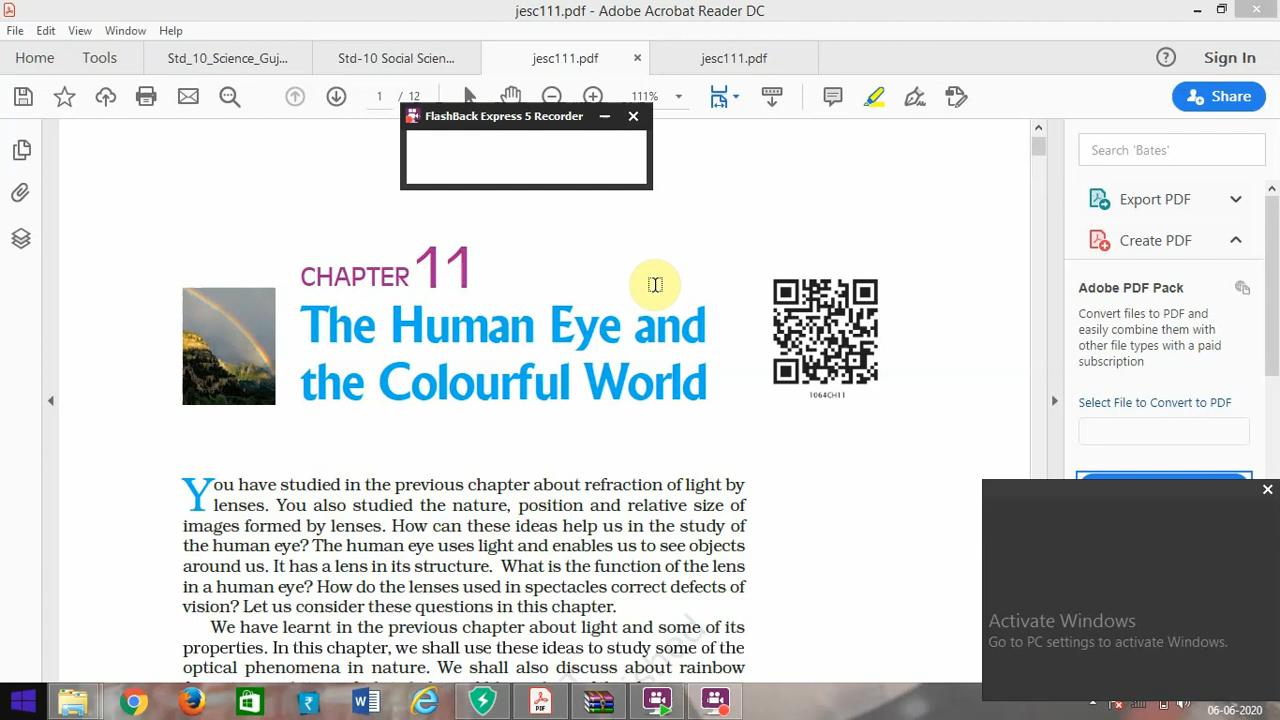 jesc111.pdf - Adobe Acrobat Reader DC
File Edit View Window Help
Home Tools Std_10_Science_Guj... Std-10 Social Scien... jesc111.pdf × jesc111.pdf Sign In
1 / 12 111% Share
FlashBack Express 5 Recorder
Search 'Bates'
Export PDF
Create PDF
Adobe PDF Pack
Convert files to PDF and
easily combine them with
other file types with a paid
subscription
Select File to Convert to PDF
CHAPTER 11
The Human Eye and
the Colourful World
1064CH11
You have studied in the previous chapter about refraction of light by
lenses. You also studied the nature, position and relative size of
images formed by lenses. How can these ideas help us in the study of
the human eye? The human eye uses light and enables us to see objects
around us. It has a lens in its structure. What is the function of the lens
in a human eye? How do the lenses used in spectacles correct defects of
vision? Let us consider these questions in this chapter.
We have learnt in the previous chapter about light and some of its
properties. In this chapter, we shall use these ideas to study some of the
optical phenomena in nature. We shall also discuss about rainbow
Activate Windows
Go to PC settings to activate Windows.
06-06-2020